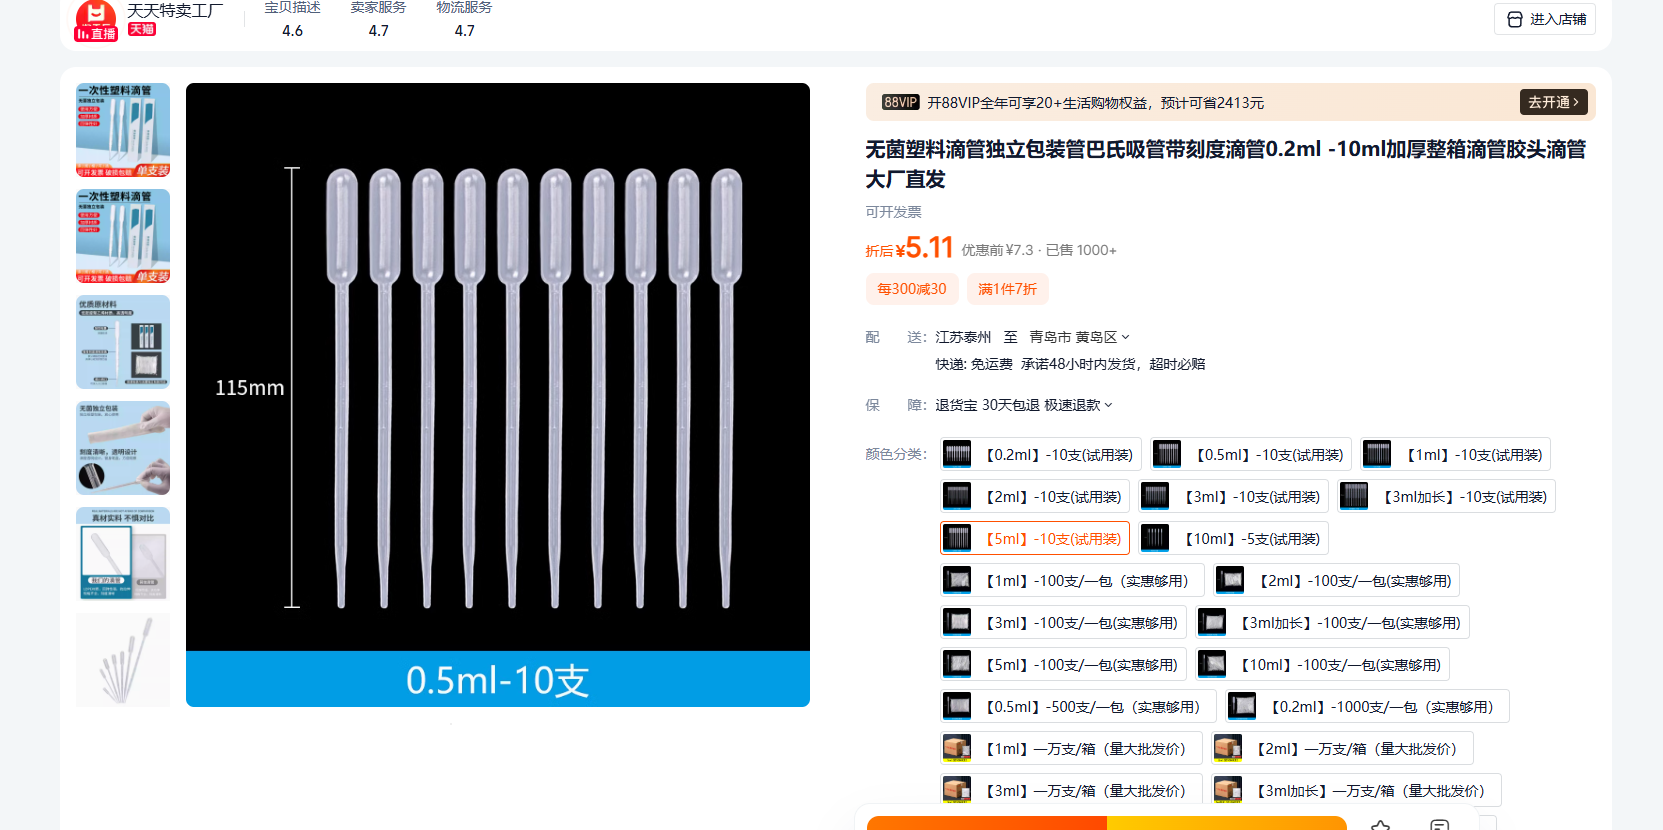 天天特卖工厂
直播
天猫
宝贝描述 卖家服务 物流服务
4.6 4.7 4.7
进入店铺
一次性塑料滴管
单支装
一次性塑料滴管
单支装
优质原材料
无菌独立包装
刻度清晰，透明设计
真材实料 不惧对比
115mm
0.5ml-10支
88VIP 开88VIP全年可享20+生活购物权益，预计可省2413元
去开通 >
无菌塑料滴管独立包装管巴氏吸管带刻度滴管0.2ml -10ml加厚整箱滴管胶头滴管
大厂直发
可开发票
折后¥5.11 优惠前¥7.3 · 已售 1000+
每300减30 满1件7折
配 送： 江苏泰州 至 青岛市 黄岛区
快递: 免运费 承诺48小时内发货，超时必赔
保 障： 退货宝 30天包退 极速退款
颜色分类： 【0.2ml】-10支(试用装) 【0.5ml】-10支(试用装) 【1ml】-10支(试用装)
【2ml】-10支(试用装) 【3ml】-10支(试用装) 【3ml加长】-10支(试用装)
【5ml】-10支(试用装) 【10ml】-5支(试用装)
【1ml】-100支/一包（实惠够用） 【2ml】-100支/一包(实惠够用)
【3ml】-100支/一包(实惠够用) 【3ml加长】-100支/一包(实惠够用)
【5ml】-100支/一包(实惠够用) 【10ml】-100支/一包(实惠够用)
【0.5ml】-500支/一包（实惠够用） 【0.2ml】-1000支/一包（实惠够用）
【1ml】—万支/箱（量大批发价） 【2ml】—万支/箱（量大批发价）
【3ml】—万支/箱（量大批发价） 【3ml加长】—万支/箱（量大批发价）